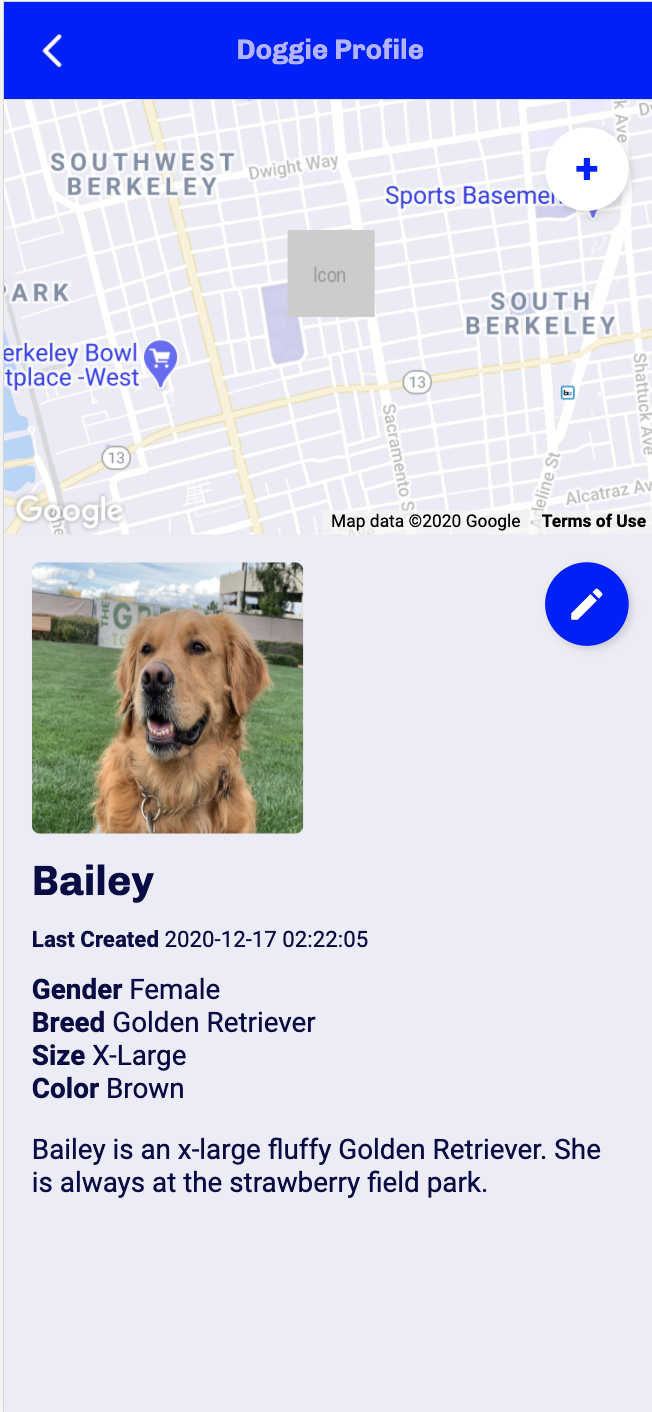 Doggie Profile
k Ave
SOUTHWEST
BERKELEY
Dwight Way
+
Sports Basemen
Icon
PARK
SOUTH
BERKELEY
erkeley Bowl
tplace -West
13
13
Sacramento S
Shattuck Ave
Adeline St
Alcatraz Av
Google
Map data ©2020 Google
Terms of Use
THE
Bailey
Last Created 2020-12-17 02:22:05
Gender Female
Breed Golden Retriever
Size X-Large
Color Brown
Bailey is an x-large fluffy Golden Retriever. She
is always at the strawberry field park.